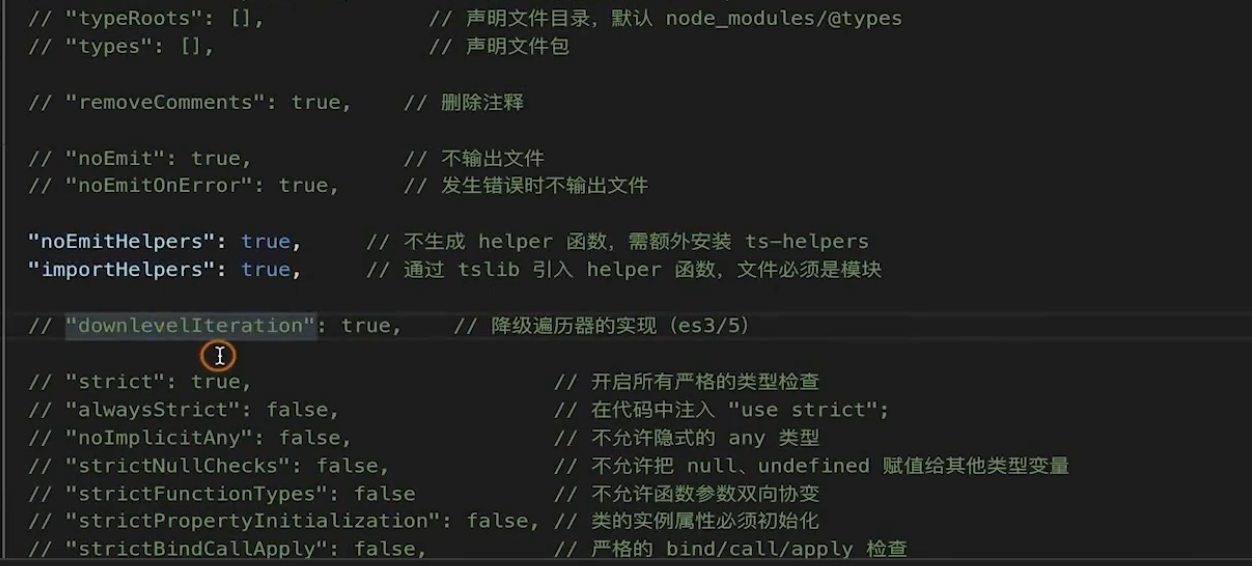 // "typeRoots": [],              // 声明文件目录，默认 node_modules/@types
// "types": [],                  // 声明文件包
// "removeComments": true,    // 删除注释
// "noEmit": true,            // 不输出文件
// "noEmitOnError": true,     // 发生错误时不输出文件
"noEmitHelpers": true,     // 不生成 helper 函数，需额外安装 ts-helpers
"importHelpers": true,     // 通过 tslib 引入 helper 函数，文件必须是模块
// "downlevelIteration": true,    // 降级遍历器的实现（es3/5）
// "strict": true,                        // 开启所有严格的类型检查
// "alwaysStrict": false,                 // 在代码中注入 "use strict";
// "noImplicitAny": false,                // 不允许隐式的 any 类型
// "strictNullChecks": false,             // 不允许把 null、undefined 赋值给其他类型变量
// "strictFunctionTypes": false           // 不允许函数参数双向协变
// "strictPropertyInitialization": false, // 类的实例属性必须初始化
// "strictBindCallApply": false,          // 严格的 bind/call/apply 检查